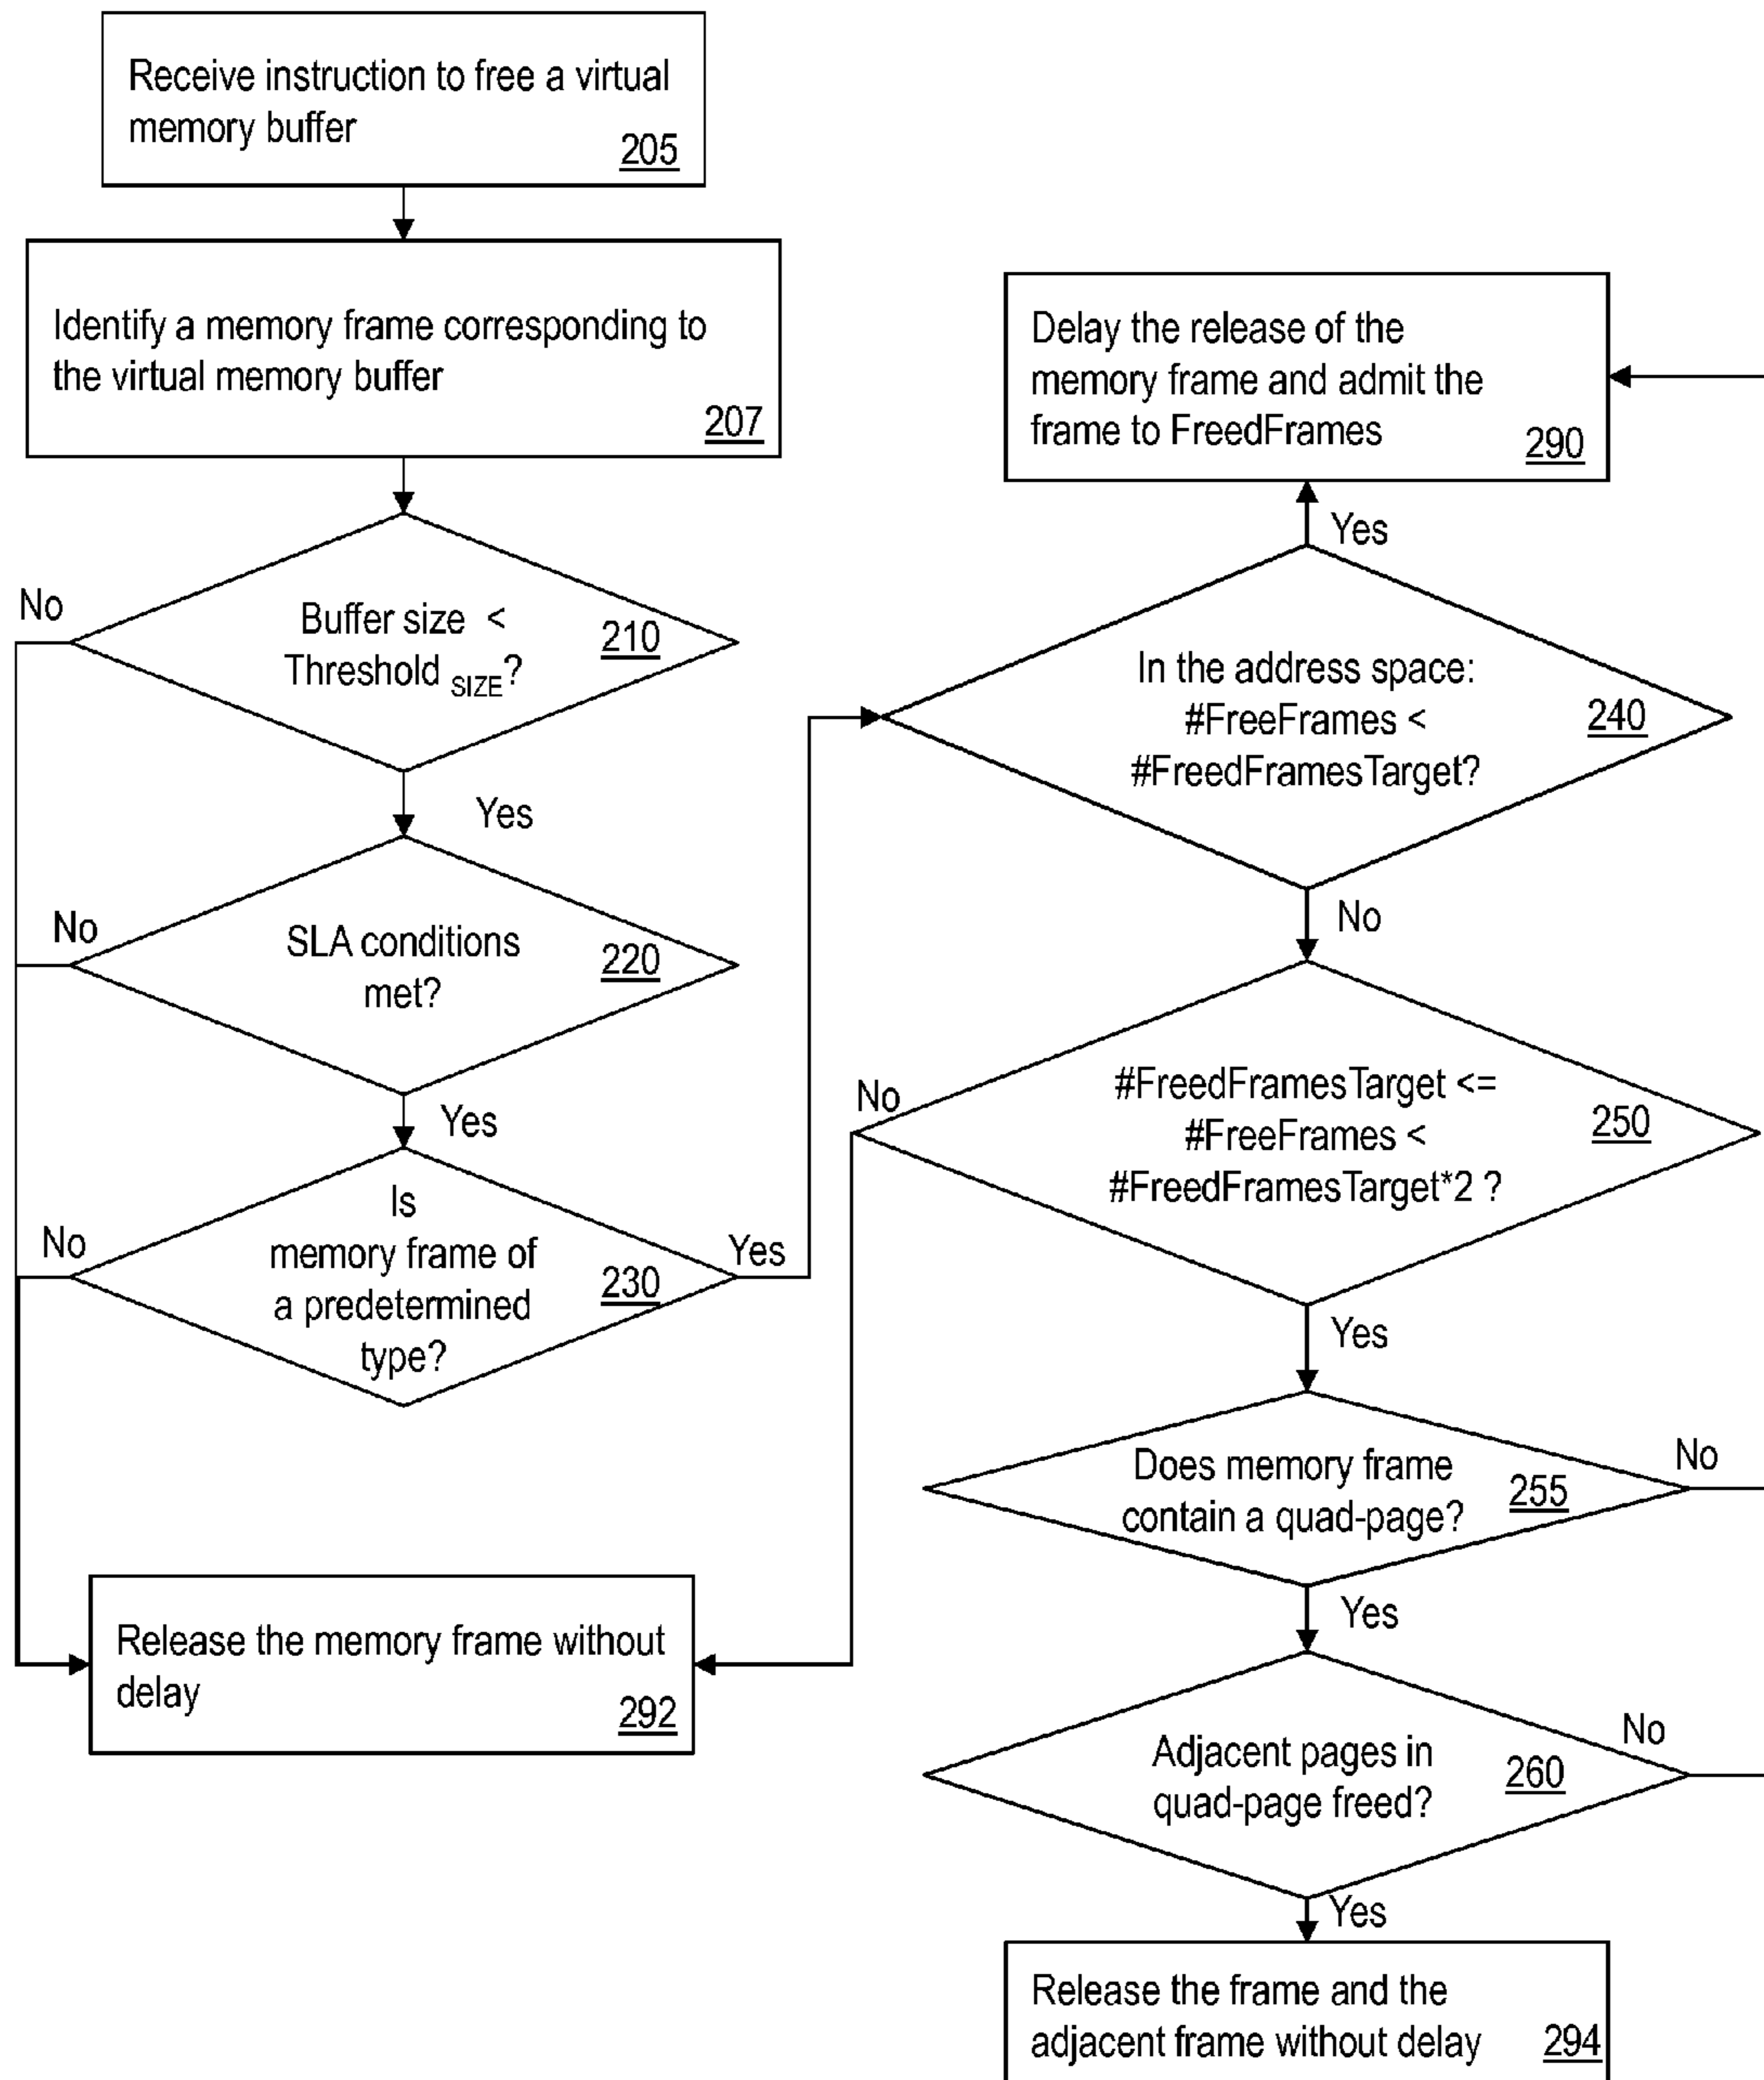 Receive instruction to free a virtual
memory buffer
205
Identify a memory frame corresponding to
the virtual memory buffer
207
No
Buffer size <
Threshold SIZE?
210
Yes
No
SLA conditions
met?
220
Yes
No
Is
memory frame of
a predetermined
type?
230
Yes
Release the memory frame without
delay
292
Delay the release of the
memory frame and admit the
frame to FreedFrames
290
Yes
In the address space:
#FreeFrames <
#FreedFramesTarget?
240
No
No
#FreedFramesTarget <=
#FreeFrames <
#FreedFramesTarget*2 ?
250
Yes
Does memory frame
contain a quad-page?
255
No
Yes
Adjacent pages in
quad-page freed?
260
No
Yes
Release the frame and the
adjacent frame without delay
294